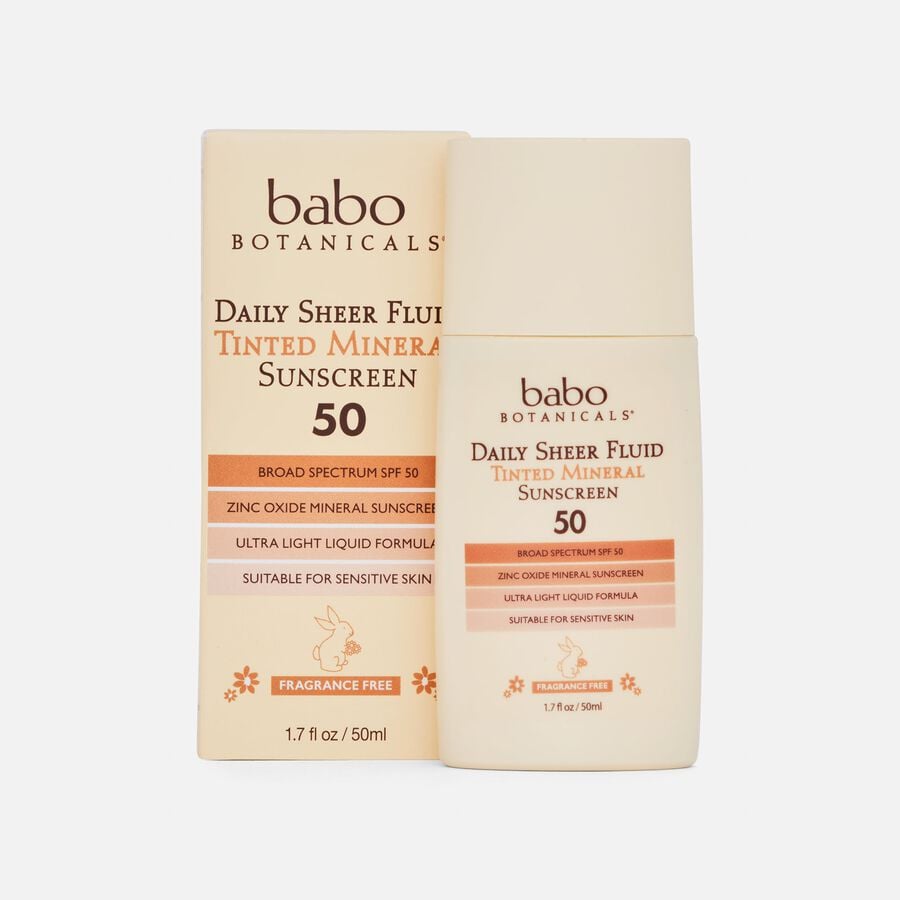 babo
BOTANICALS®
DAILY SHEER FLUI
TINTED MINERA
SUNSCREEN
50
BROAD SPECTRUM SPF 50
ZINC OXIDE MINERAL SUNSCREE
ULTRA LIGHT LIQUID FORMULA
SUITABLE FOR SENSITIVE SKIN
FRAGRANCE FREE
1.7 fl oz / 50ml
babo
BOTANICALS®
DAILY SHEER FLUID
TINTED MINERAL
SUNSCREEN
50
BROAD SPECTRUM SPF 50
ZINC OXIDE MINERAL SUNSCREEN
ULTRA LIGHT LIQUID FORMULA
SUITABLE FOR SENSITIVE SKIN
FRAGRANCE FREE
1.7 fl oz / 50ml